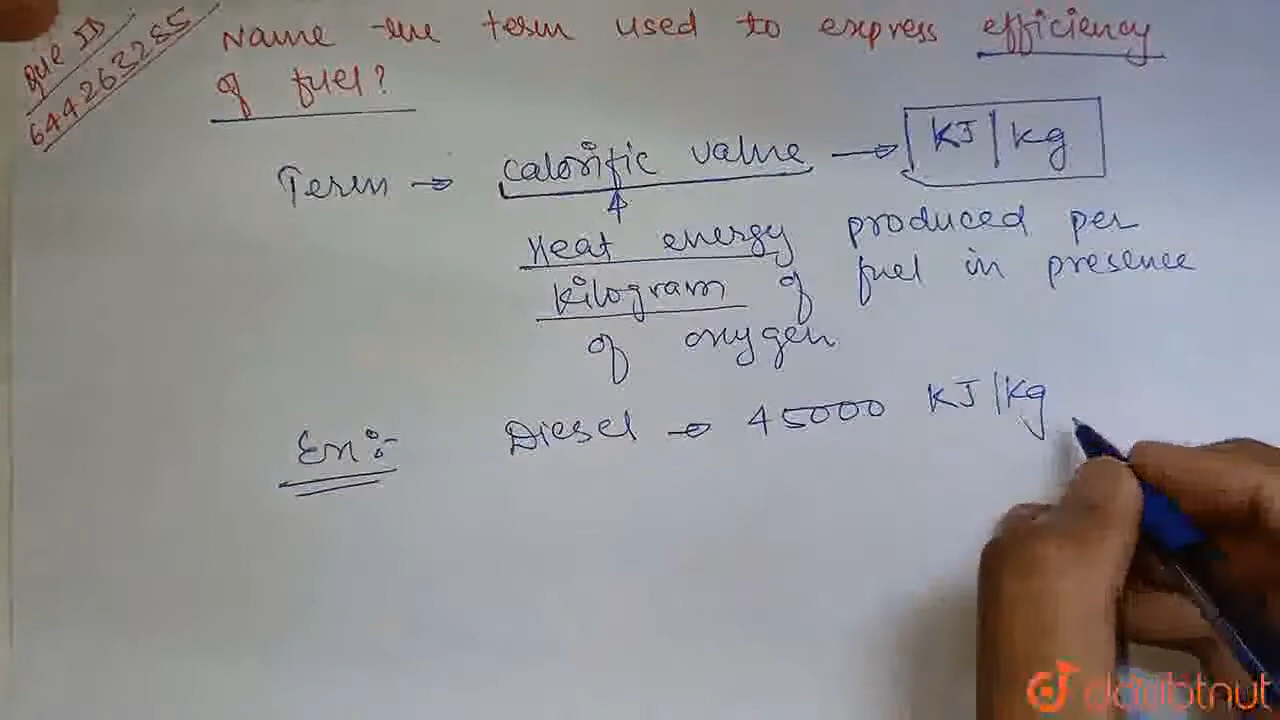 Que ID
644263285
Name the term used to express efficiency
of fuel?
Term → calorific value → KJ/kg
Heat energy produced per
kilogram of fuel in presence
of oxygen
Ex:- Diesel → 45000 KJ/Kg
doubtnut